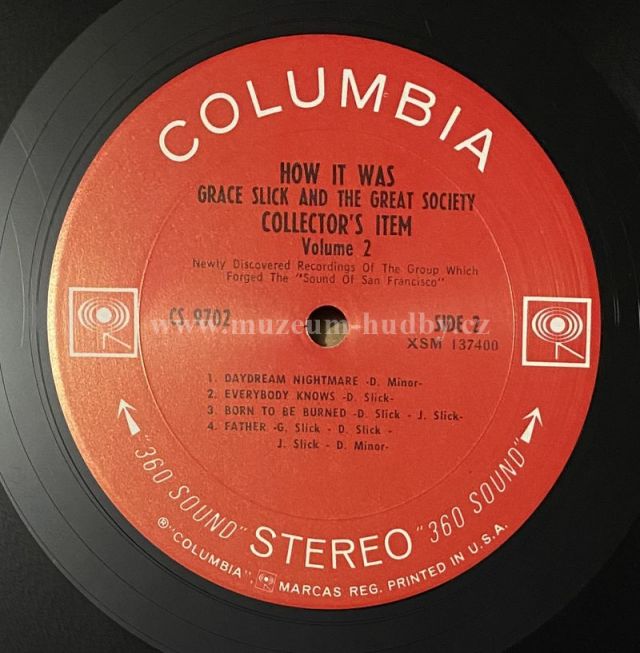 COLUMBIA
HOW IT WAS
GRACE SLICK AND THE GREAT SOCIETY
COLLECTOR'S ITEM
Volume 2
Newly Discovered Recordings Of The Group Which
Forged The "Sound Of San Francisco"
CS 9702
SIDE 2
XSM 137400
www.muzeum-hudby.cz
1. DAYDREAM NIGHTMARE -D. Minor-
2. EVERYBODY KNOWS -D. Slick-
3. BORN TO BE BURNED -D. Slick - J. Slick-
4. FATHER -G. Slick - D. Slick -
J. Slick - D. Minor-
"360 SOUND" STEREO "360 SOUND"
®"COLUMBIA", MARCAS REG. PRINTED IN U.S.A.